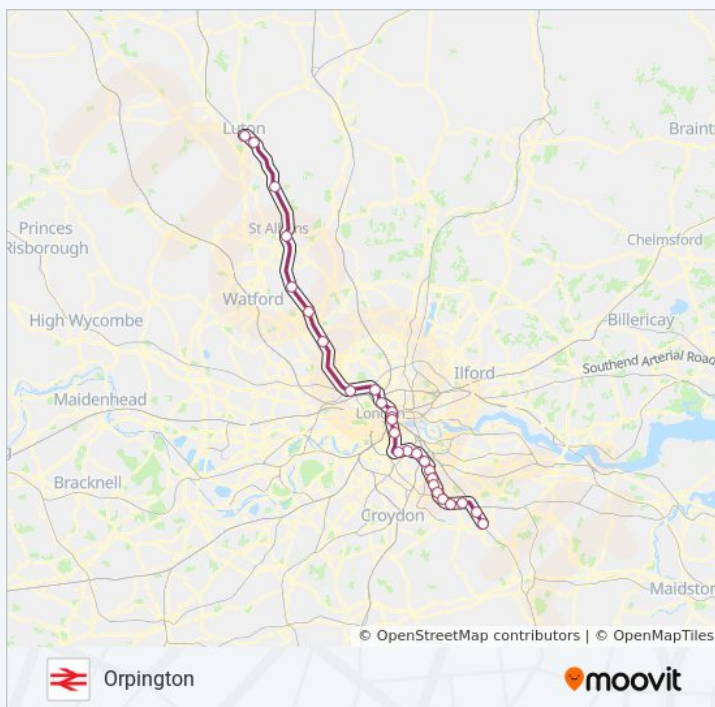 Luton
Braint
Princes
Risborough
St Albans
Chelmsford
Watford
High Wycombe
Billericay
Ilford
Southend Arterial Road
Maidenhead
London
Bracknell
Croydon
Maidston
© OpenStreetMap contributors | © OpenMapTiles
Orpington
moovit